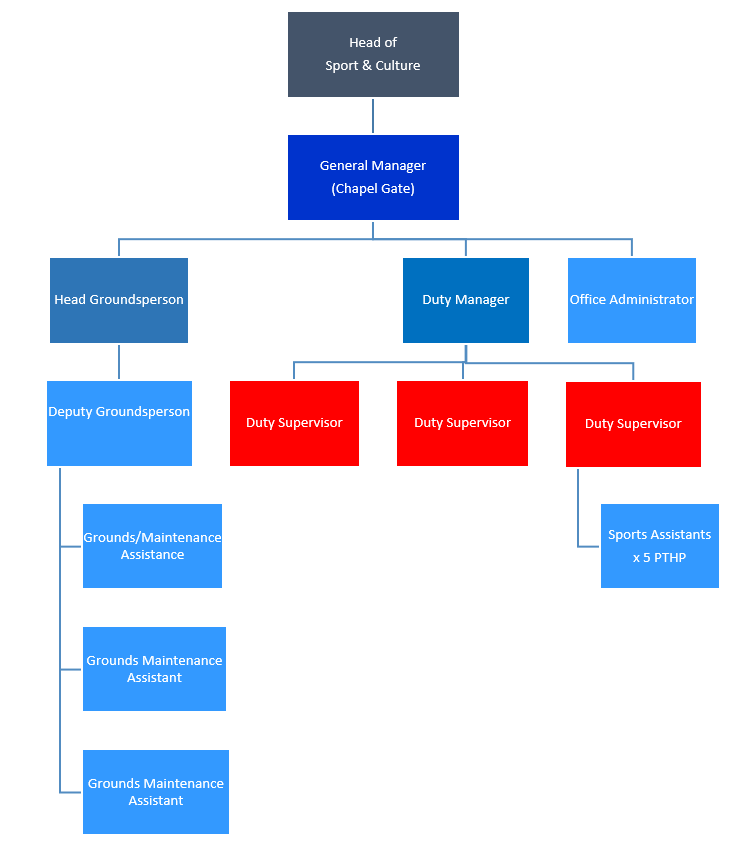 Head of
Sport & Culture
General Manager
(Chapel Gate)
Head Groundsperson
Duty Manager
Office Administrator
Deputy Groundsperson
Duty Supervisor
Duty Supervisor
Duty Supervisor
Grounds/Maintenance
Assistance
Sports Assistants
x 5 PTHP
Grounds Maintenance
Assistant
Grounds Maintenance
Assistant